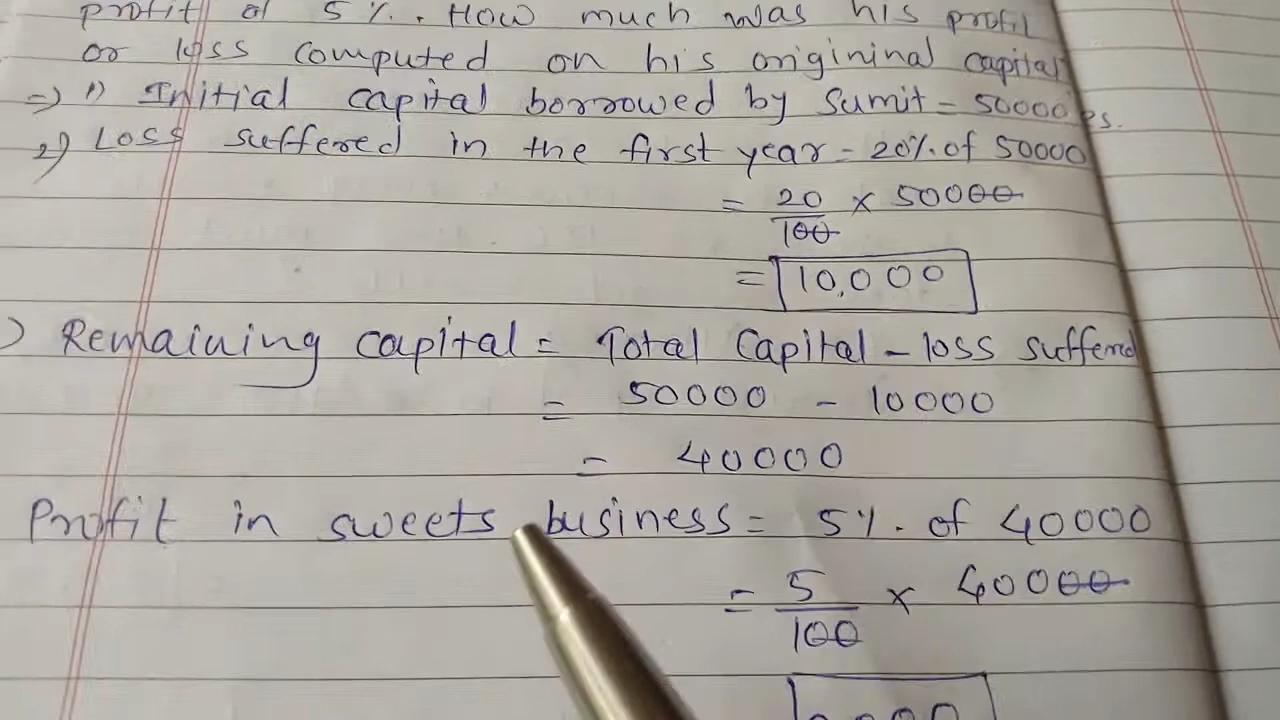 profit of 5%. How much was his profit
or loss computed on his origininal capital
=> 1) Initial capital borrowed by Sumit = 50000 Rs.
2) Loss suffered in the first year = 20% of 50000
= 20/100 × 50000
= 10,000
) Remaining capital = Total Capital - loss suffered
= 50000 - 10000
= 40000
Profit in sweets business = 5%. of 40000
= 5/100 × 40000